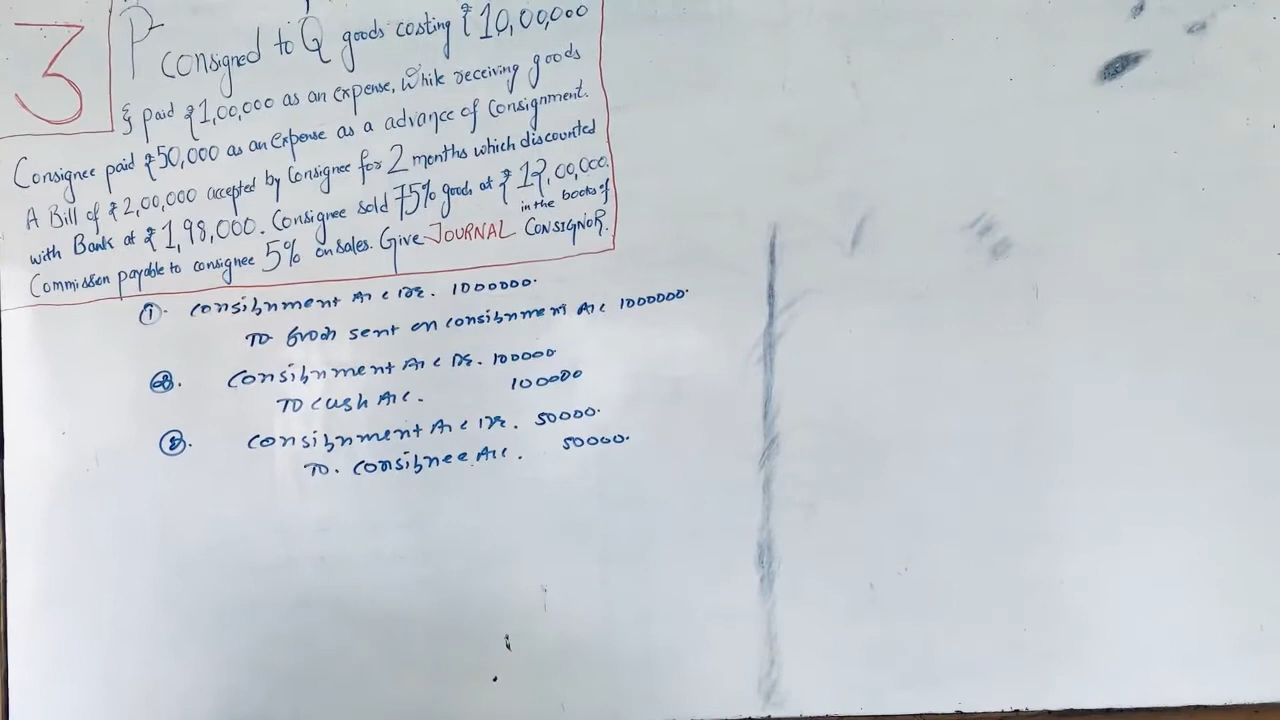 3
P consigned to Q goods costing ₹ 10,00,000
& paid ₹1,00,000 as an expense, While receiving goods
Consignee paid ₹50,000 as an expense as a advance of Consignment.
A Bill of ₹2,00,000 accepted by Consignee for 2 months which discounted
with Bank at ₹1,98,000. Consignee sold 75% goods at ₹ 12,00,000.
Commission payable to consignee 5% on sales. Give JOURNAL in the books of CONSIGNOR.
①. Consignment A/c Dr. 1000000.
To Goods sent on consignment A/c 1000000.
②. Consignment A/c Dr. 100000
To Cash A/c. 100000
③. Consignment A/c Dr. 50000.
To. Consignee A/c. 50000.